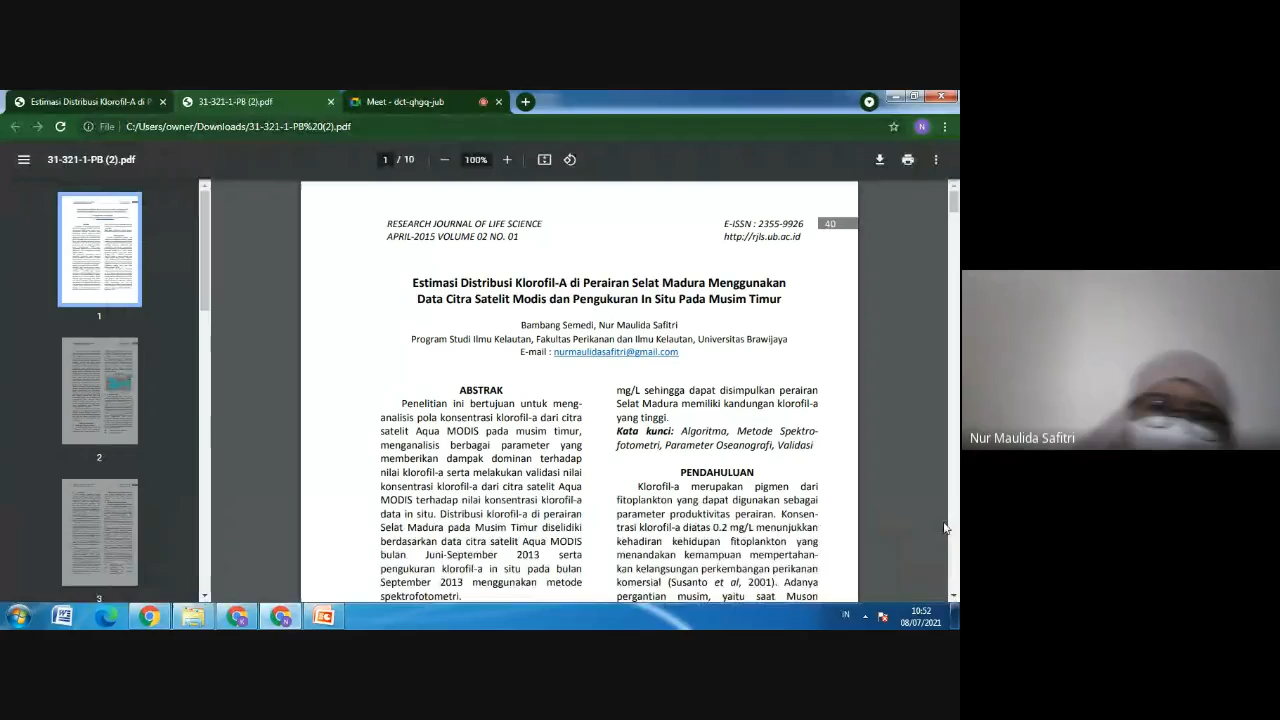 Estimasi Distribusi Klorofil-A di P
31-321-1-PB (2).pdf
Meet - dct-qhgq-jub
File
C:/Users/owner/Downloads/31-321-1-PB%20(2).pdf
N
31-321-1-PB (2).pdf
1 / 10
100%
RESEARCH JOURNAL OF LIFE SCIENCE
APRIL-2015 VOLUME 02 NO. 01
E-ISSN : 2355-9926
http://rjls.ub.ac.id
40
Estimasi Distribusi Klorofil-A di Perairan Selat Madura Menggunakan
Data Citra Satelit Modis dan Pengukuran In Situ Pada Musim Timur
Bambang Semedi, Nur Maulida Safitri
Program Studi Ilmu Kelautan, Fakultas Perikanan dan Ilmu Kelautan, Universitas Brawijaya
E-mail : nurmaulidasafitri@gmail.com
ABSTRAK
Penelitian ini bertujuan untuk meng-
analisis pola konsentrasi klorofil-a dari citra
satelit Aqua MODIS pada musim timur,
menganalisis berbagai parameter yang
memberikan dampak dominan terhadap
nilai klorofil-a serta melakukan validasi nilai
konsentrasi klorofil-a dari citra satelit Aqua
MODIS terhadap nilai konsentrasi klorofil-a
data in situ. Distribusi klorofil-a di perairan
Selat Madura pada Musim Timur diselidiki
berdasarkan data citra satelit Aqua MODIS
bulan Juni-September 2013 serta
pengukuran klorofil-a in situ pada bulan
September 2013 menggunakan metode
spektrofotometri.
mg/L sehingga dapat disimpulkan perairan
Selat Madura memiliki kandungan klorofil-a
yang tinggi.
Kata kunci: Algoritma, Metode Spektro-
fotometri, Parameter Oseanografi, Validasi
PENDAHULUAN
Klorofil-a merupakan pigmen dari
fitoplankton yang dapat digunakan sebagai
parameter produktivitas perairan. Konsen-
trasi klorofil-a diatas 0.2 mg/L menunjukkan
kehadiran kehidupan fitoplankton yang
menandakan kemampuan mempertahan-
kan kelangsungan perkembangan perikanan
komersial (Susanto et al, 2001). Adanya
pergantian musim, yaitu saat Muson
1
2
3
Nur Maulida Safitri
IN
10:52
08/07/2021